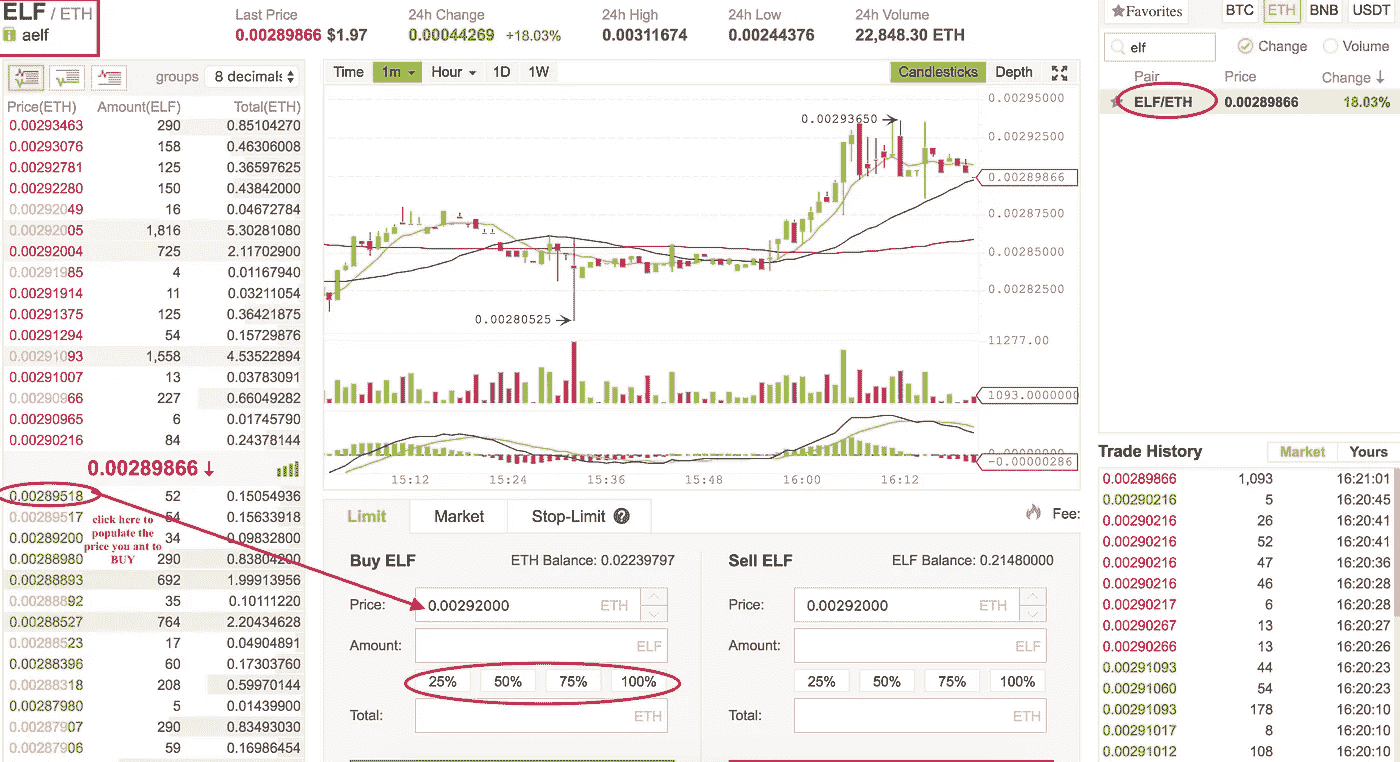 ELF / ETH
aelf
Last Price
0.00289866 $1.97
24h Change
0.00044269 +18.03%
24h High
0.00311674
24h Low
0.00244376
24h Volume
22,848.30 ETH
groups 8 decimals
Price(ETH) Amount(ELF) Total(ETH)
0.00293463 290 0.85104270
0.00293076 158 0.46306008
0.00292781 125 0.36597625
0.00292280 150 0.43842000
0.00292049 16 0.04672784
0.00292005 1,816 5.30281080
0.00292004 725 2.11702900
0.00291985 4 0.01167940
0.00291914 11 0.03211054
0.00291375 125 0.36421875
0.00291294 54 0.15729876
0.00291093 1,558 4.53522894
0.00291007 13 0.03783091
0.00290966 227 0.66049282
0.00290965 6 0.01745790
0.00290216 84 0.24378144
0.00289866↓
0.00289518 52 0.15054936
0.00289517 54 0.15633918
0.00289200 34 0.09832800
0.00288980 290 0.83804200
0.00288893 692 1.99913956
0.00288892 35 0.10111220
0.00288527 764 2.20434628
0.00288523 17 0.04904891
0.00288396 60 0.17303760
0.00288318 208 0.59970144
0.00287980 5 0.01439900
0.00287907 290 0.83493030
0.00287906 59 0.16986454
click here to
populate the
price you ant to
BUY
Time 1m Hour 1D 1W
Candlesticks Depth
0.00295000
0.00292500
0.00289866
0.00287500
0.00285000
0.00282500
0.00293650
0.00280525
11277.00
1093.0000000
-0.00000286
15:12 15:24 15:36 15:48 16:00 16:12
Limit Market Stop-Limit ?
Fee:
Buy ELF ETH Balance: 0.02239797
Price: 0.00292000 ETH
Amount: ELF
25% 50% 75% 100%
Total: ETH
Sell ELF ELF Balance: 0.21480000
Price: 0.00292000 ETH
Amount: ELF
25% 50% 75% 100%
Total: ETH
Favorites BTC ETH BNB USDT
elf Change Volume
Pair Price Change ↓
ELF/ETH 0.00289866 18.03%
Trade History Market Yours
0.00289866 1,093 16:21:01
0.00290216 5 16:20:45
0.00290216 26 16:20:41
0.00290216 52 16:20:41
0.00290216 47 16:20:36
0.00290216 46 16:20:28
0.00290217 6 16:20:28
0.00290267 13 16:20:27
0.00290266 13 16:20:26
0.00291093 44 16:20:23
0.00291060 54 16:20:23
0.00291093 178 16:20:10
0.00291017 8 16:20:10
0.00291012 108 16:20:10